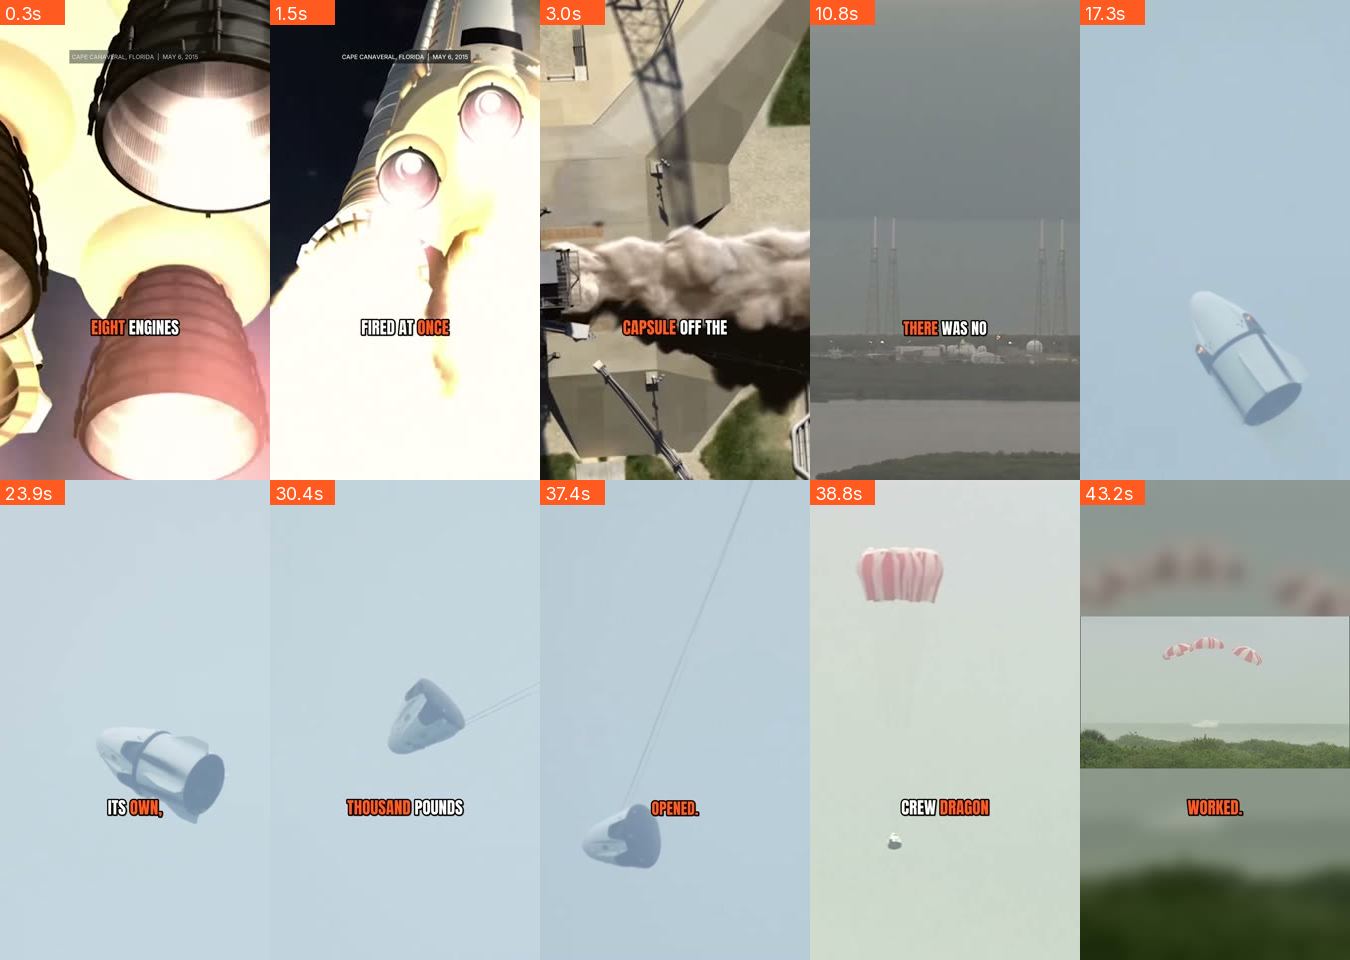 0.3s
CAPE CANAVERAL, FLORIDA | MAY 6, 2015
EIGHT ENGINES
1.5s
CAPE CANAVERAL, FLORIDA | MAY 6, 2015
FIRED AT ONCE
3.0s
CAPSULE OFF THE
10.8s
THERE WAS NO
17.3s
23.9s
ITS OWN,
30.4s
THOUSAND POUNDS
37.4s
OPENED.
38.8s
CREW DRAGON
43.2s
WORKED.